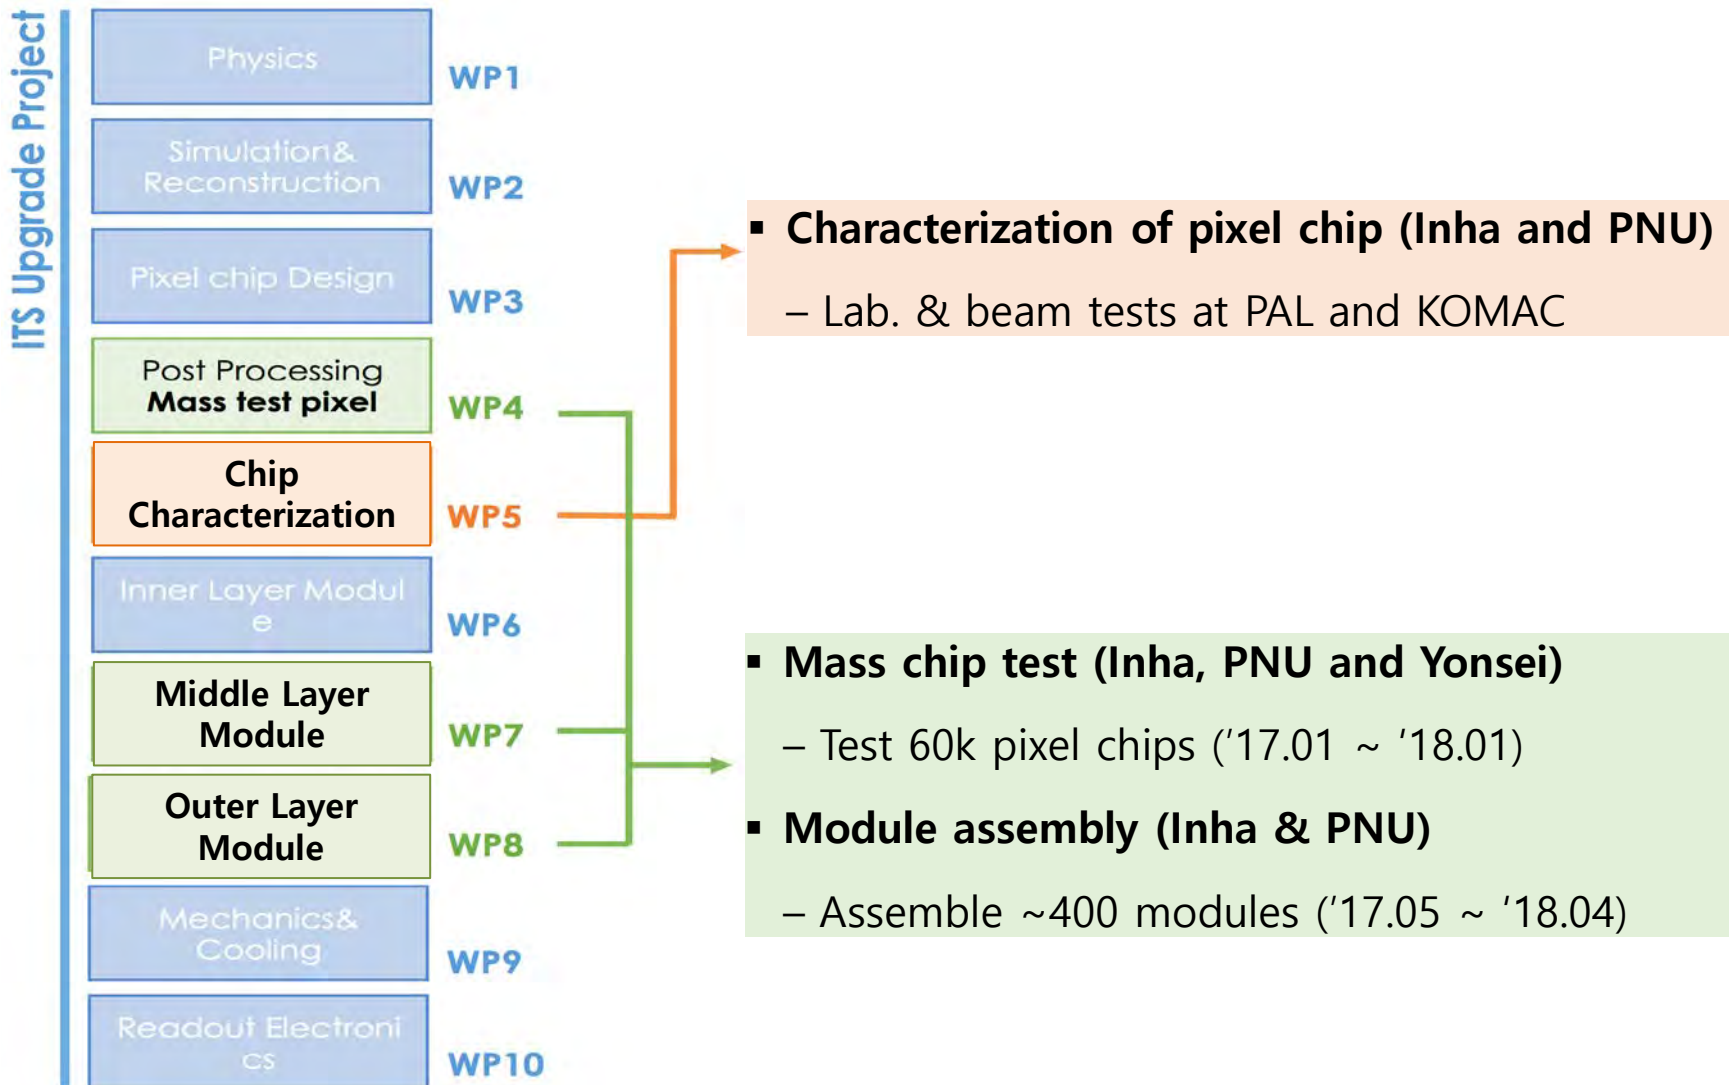 ITS Upgrade Project
Physics
WP1
Simulation&
Reconstruction
WP2
Pixel chip Design
WP3
Post Processing
Mass test pixel
WP4
Chip
Characterization
WP5
Inner Layer Modul
e
WP6
Middle Layer
Module
WP7
Outer Layer
Module
WP8
Mechanics&
Cooling
WP9
Readout Electroni
cs
WP10
▪ Characterization of pixel chip (Inha and PNU)
– Lab. & beam tests at PAL and KOMAC
▪ Mass chip test (Inha, PNU and Yonsei)
– Test 60k pixel chips ('17.01 ~ '18.01)
▪ Module assembly (Inha & PNU)
– Assemble ~400 modules ('17.05 ~ '18.04)